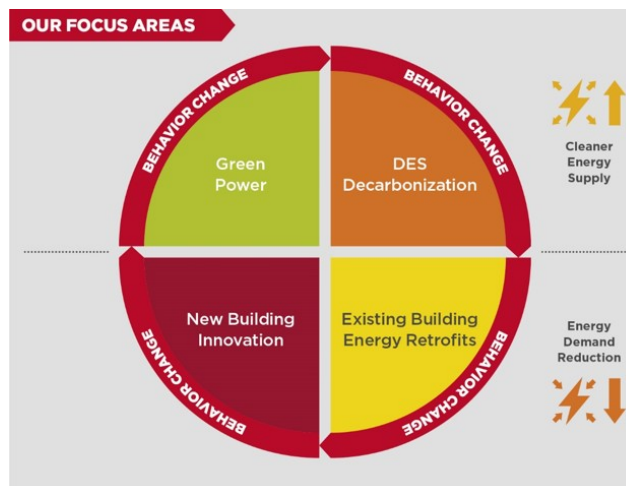 OUR FOCUS AREAS
BEHAVIOR CHANGE
BEHAVIOR CHANGE
Green
Power
DES
Decarbonization
Cleaner
Energy
Supply
New Building
Innovation
Existing Building
Energy Retrofits
Energy
Demand
Reduction
BEHAVIOR CHANGE
BEHAVIOR CHANGE